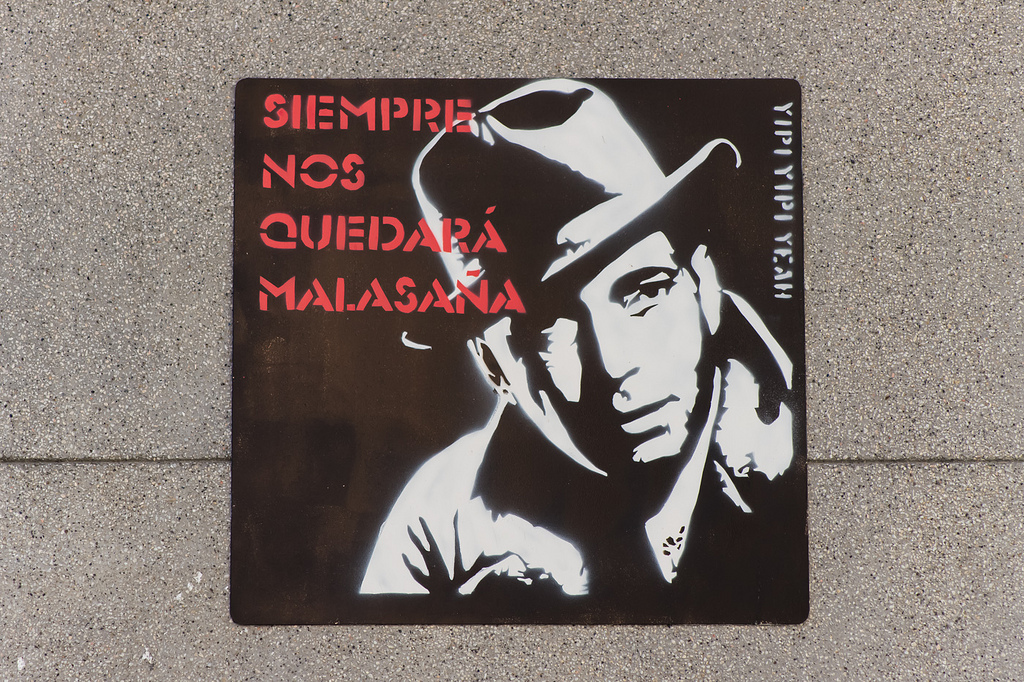 SIEMPRE
NOS
QUEDARÁ
MALASAÑA
YIPI YIPI YEAH